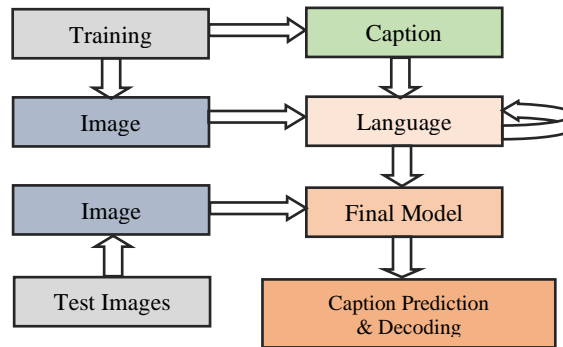 Training
Caption
Image
Language
Image
Final Model
Test Images
Caption Prediction
& Decoding